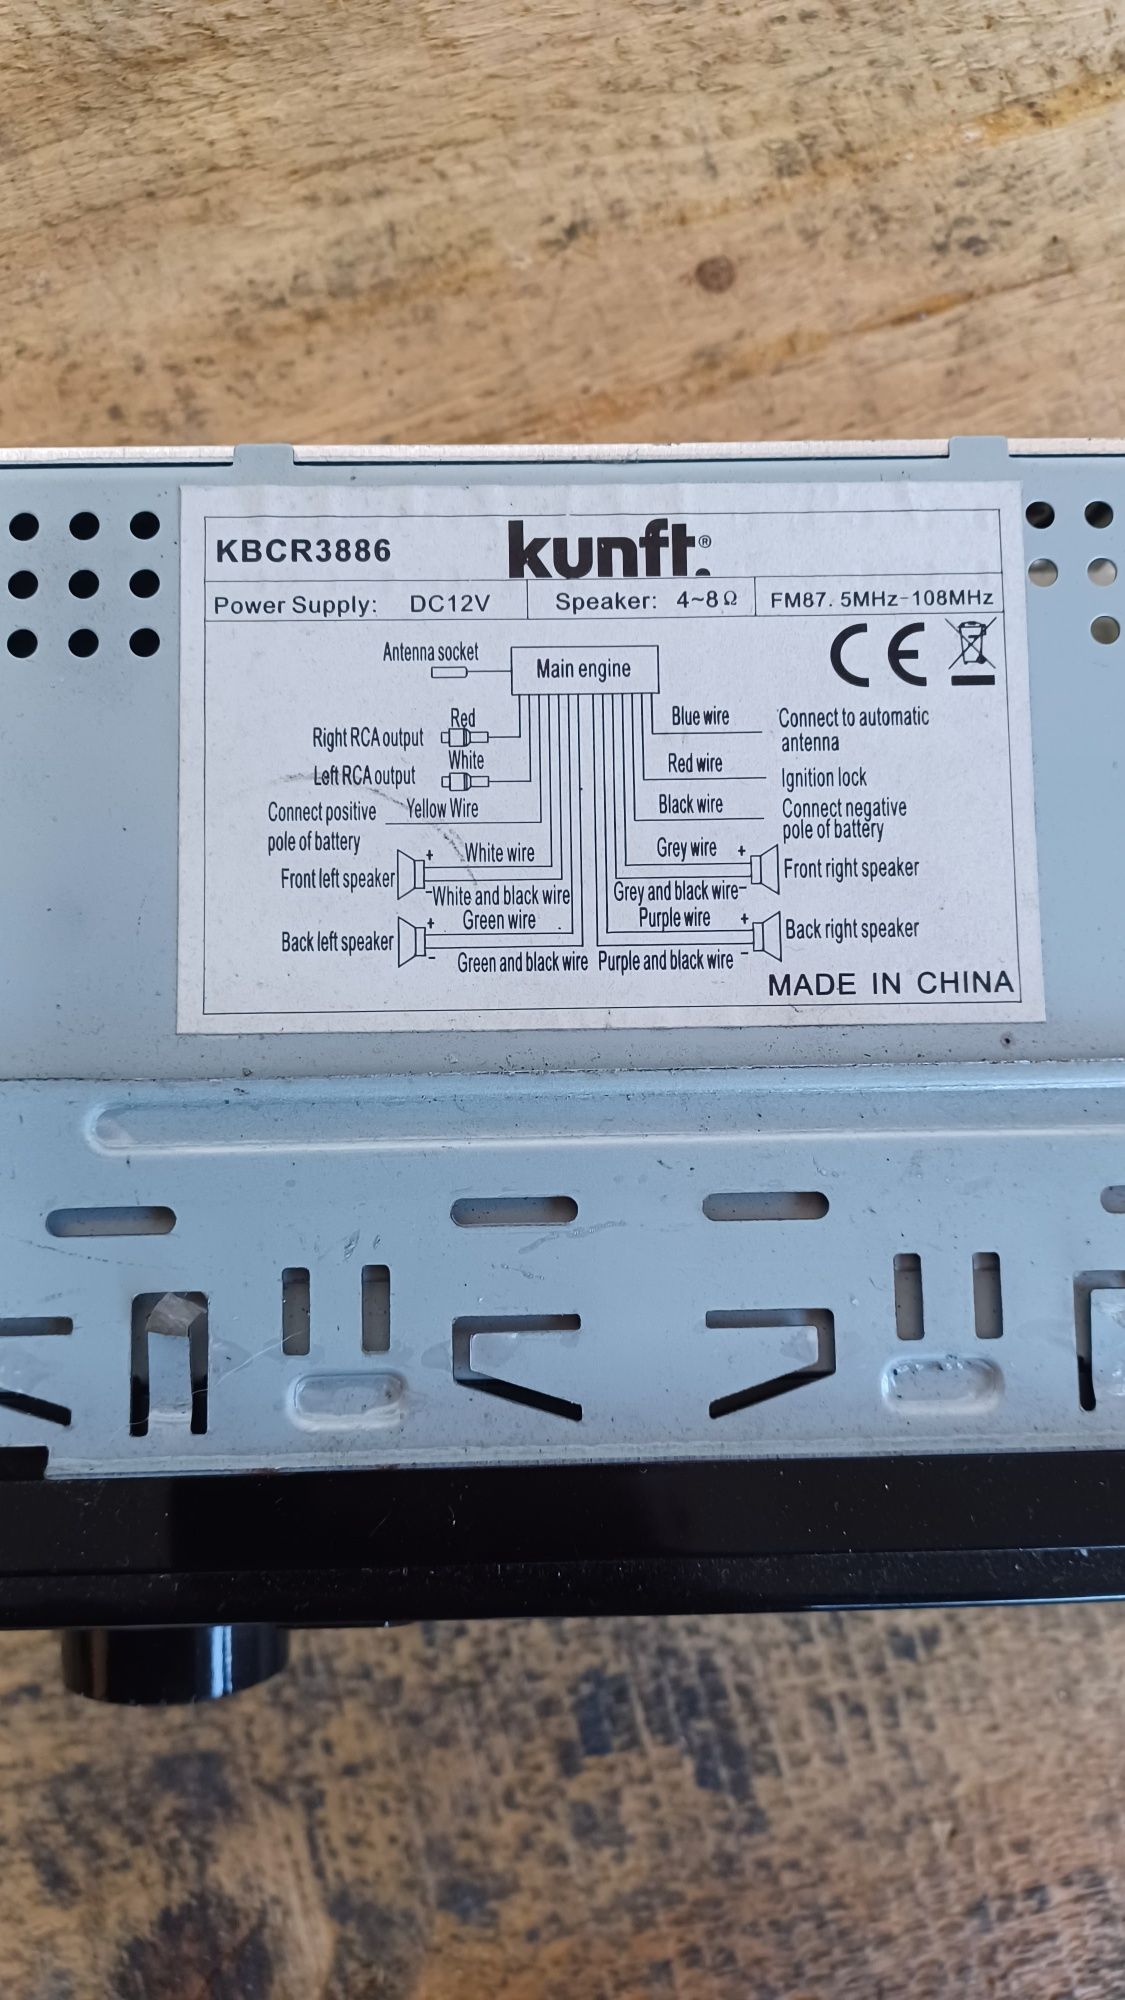 KBCR3886 kunft.®
Power Supply: DC12V Speaker: 4~8Ω FM87.5MHz-108MHz
CE
Antenna socket
Main engine
Red
Right RCA output
White
Left RCA output
Connect positive
pole of battery
Yellow Wire
White wire
+
Front left speaker
-
White and black wire
Green wire
+
Back left speaker
-
Green and black wire
Blue wire
Connect to automatic
antenna
Red wire
Ignition lock
Black wire
Connect negative
pole of battery
Grey wire +
Front right speaker
Grey and black wire-
Purple wire +
Back right speaker
Purple and black wire -
MADE IN CHINA